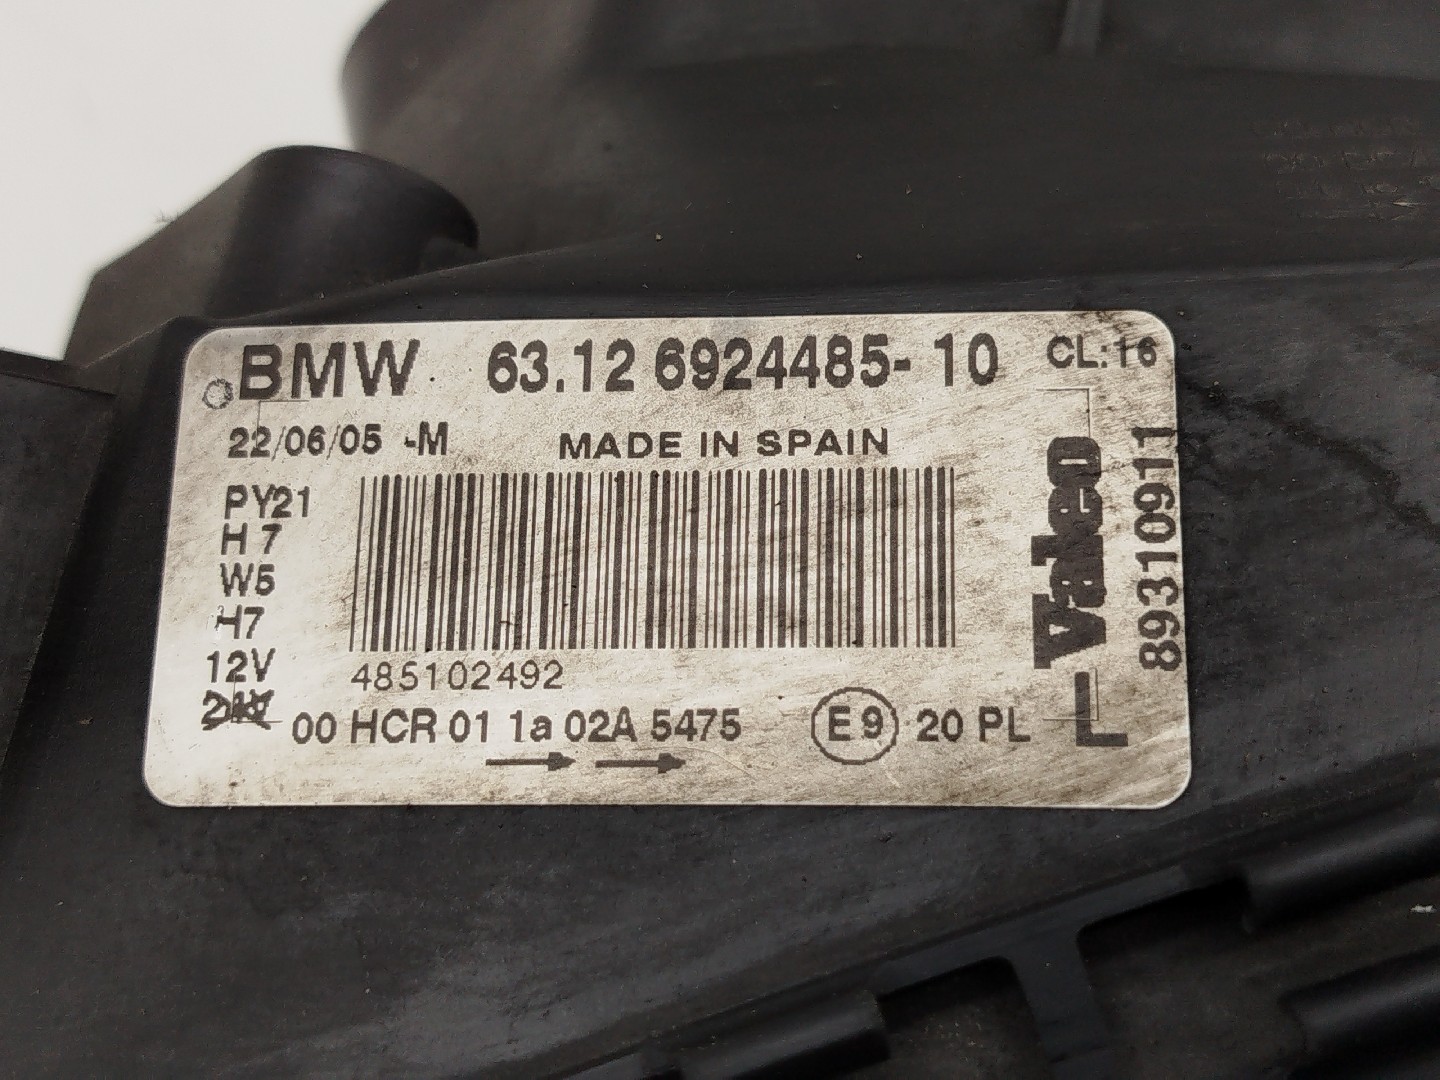 BMW 63.12 6924485-10 CL:16
22/06/05 -M MADE IN SPAIN
PY21
H7
W5
H7
12V
485102492
00 HCR 01 1a 02A 5475 E9 20 PL
Valeo
L
89310911